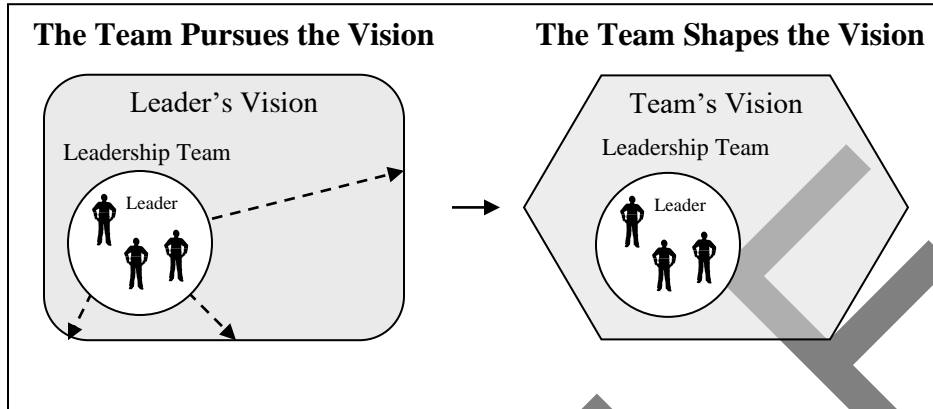 The Team Pursues the Vision
The Team Shapes the Vision
Leader’s Vision
Leadership Team
Leader
Team’s Vision
Leadership Team
Leader